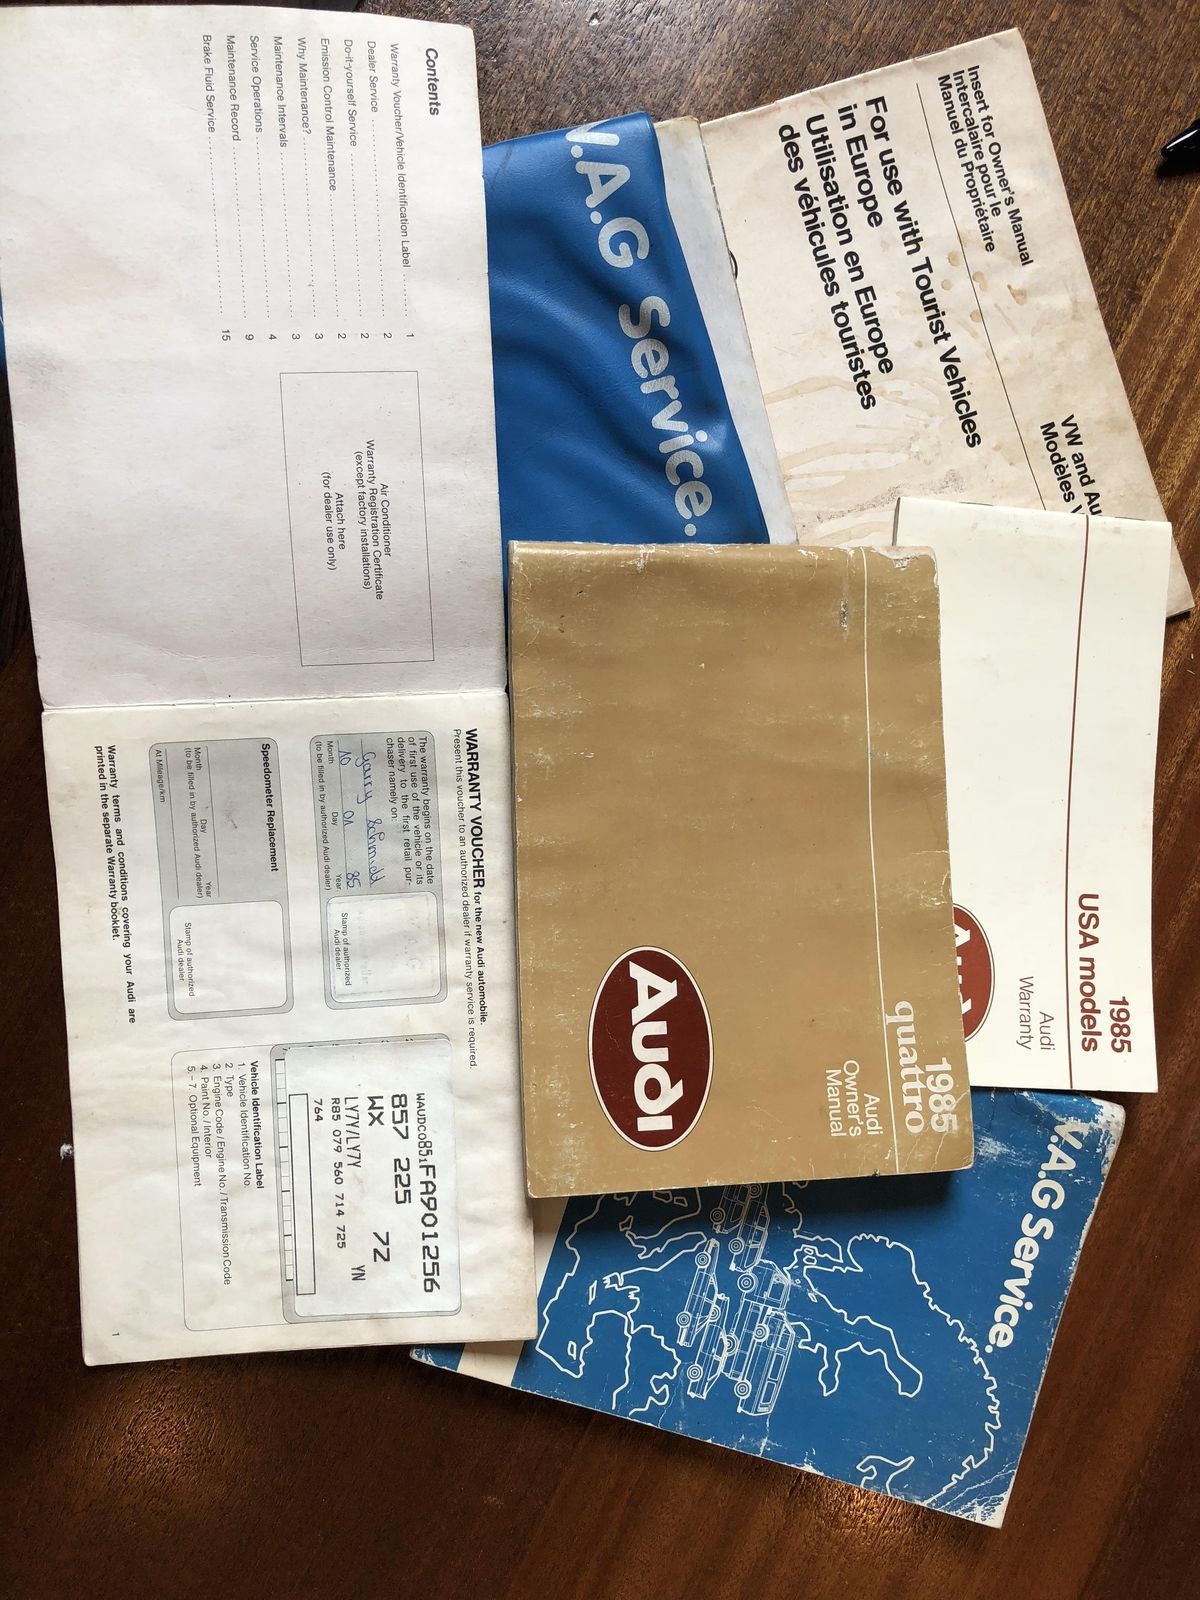 Contents
Warranty Voucher/Vehicle Identification Label 1
Dealer Service 2
Do-it-yourself Service 2
Emission Control Maintenance 2
Why Maintenance? 3
Maintenance Intervals 3
Service Operations 4
Maintenance Record 9
Brake Fluid Service 15
Air Conditioner
Warranty Registration Certificate
(except factory installations)
Attach here
(for dealer use only)
WARRANTY VOUCHER for the new Audi automobile.
Present this voucher to an authorized dealer if warranty service is required.
The warranty begins on the date
of first use of the vehicle or its
delivery to the first retail pur-
chaser namely on:
Garry Schmidt
10 01 85
Month Day Year
(to be filled in by authorized Audi dealer)
Stamp of authorized
Audi dealer
Speedometer Replacement
Month Day Year
(to be filled in by authorized Audi dealer)
At Mileage/km
Stamp of authorized
Audi dealer
Warranty terms and conditions covering your Audi are
printed in the separate Warranty booklet.
WAUDC0851FA901256
857 225 72
WX YN
LY7Y/LY7Y
RB5 079 560 714 725
764
Vehicle Identification Label
1. Vehicle Identification No.
2. Type
3. Engine Code / Engine No. / Transmission Code
4. Paint No. / Interior
5.-7. Optional Equipment
1
V.A.G Service.
Insert for Owner's Manual
Intercalaire pour le
Manuel du Propriétaire
For use with Tourist Vehicles
in Europe
Utilisation en Europe
des véhicules touristes
VW and Au
Modèles V
1985
USA models
Audi
Warranty
Audi
1985
quattro
Audi
Owner's
Manual
Audi
V.A.G Service.